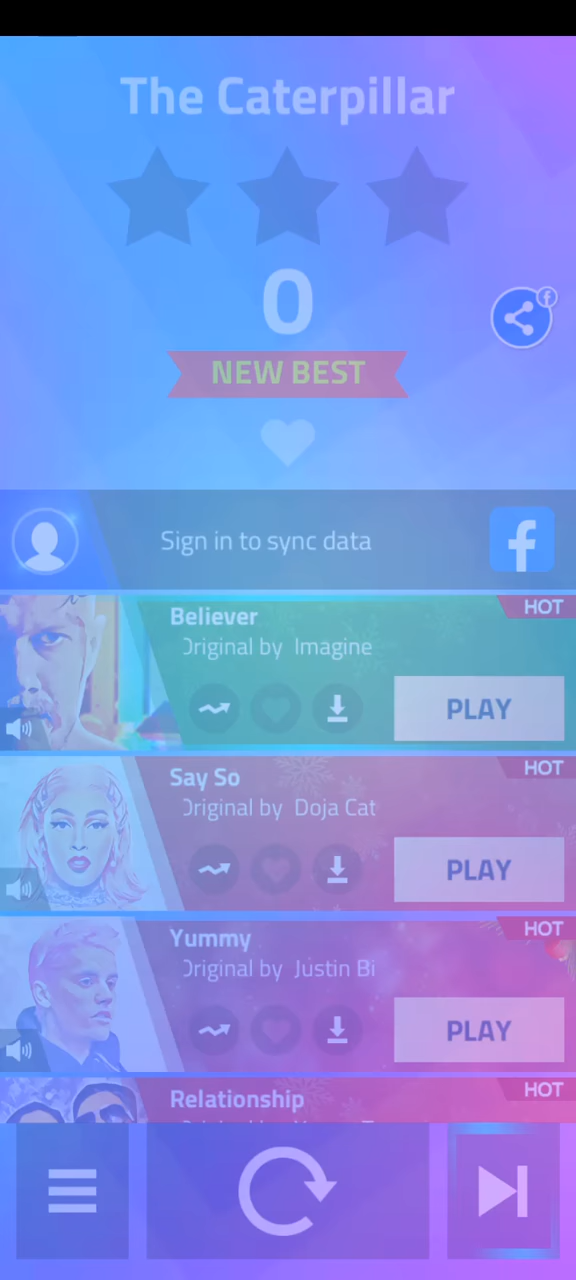 The Caterpillar
0
NEW BEST
f
Sign in to sync data
f
HOT
Believer
Original by Imagine
PLAY
HOT
Say So
Original by Doja Cat
PLAY
HOT
Yummy
Original by Justin Bi
PLAY
HOT
Relationship